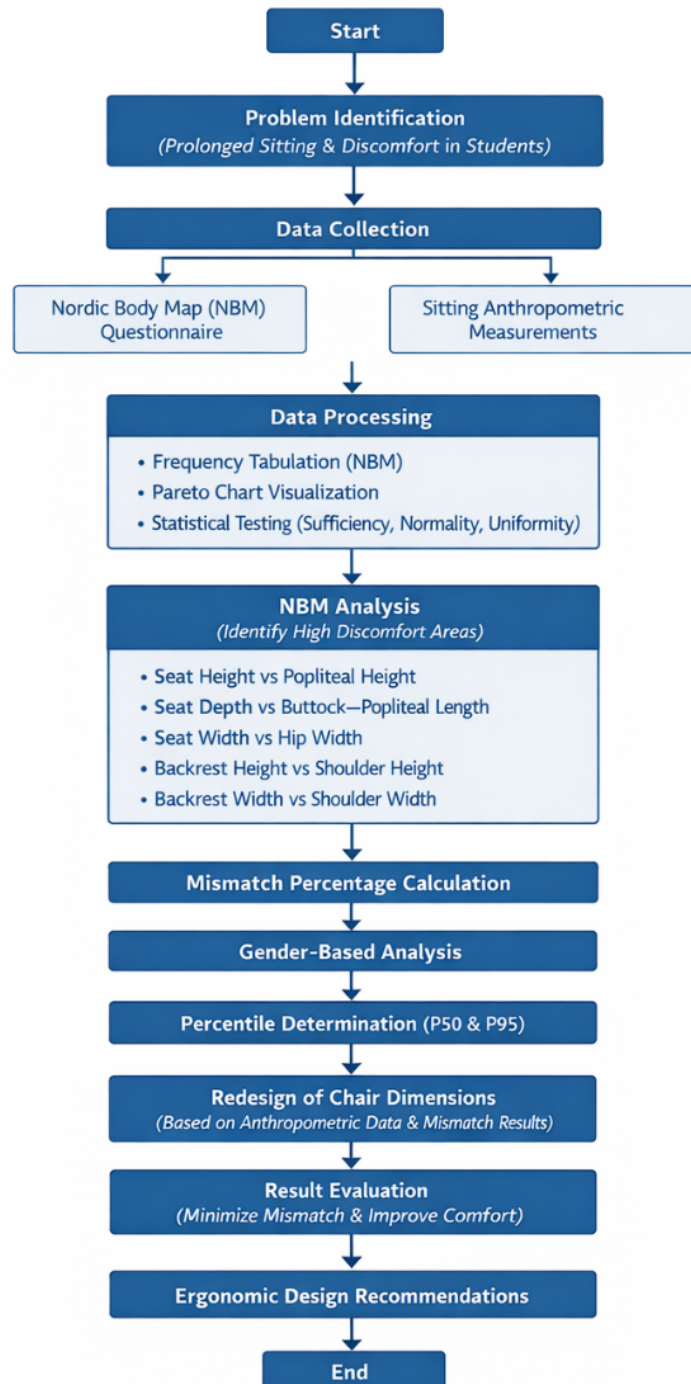 Start
Problem Identification
(Prolonged Sitting & Discomfort in Students)
Data Collection
Nordic Body Map (NBM)
Questionnaire
Sitting Anthropometric
Measurements
Data Processing
• Frequency Tabulation (NBM)
• Pareto Chart Visualization
• Statistical Testing (Sufficiency, Normality, Uniformity)
NBM Analysis
(Identify High Discomfort Areas)
• Seat Height vs Popliteal Height
• Seat Depth vs Buttock—Popliteal Length
• Seat Width vs Hip Width
• Backrest Height vs Shoulder Height
• Backrest Width vs Shoulder Width
Mismatch Percentage Calculation
Gender-Based Analysis
Percentile Determination (P50 & P95)
Redesign of Chair Dimensions
(Based on Anthropometric Data & Mismatch Results)
Result Evaluation
(Minimize Mismatch & Improve Comfort)
Ergonomic Design Recommendations
End